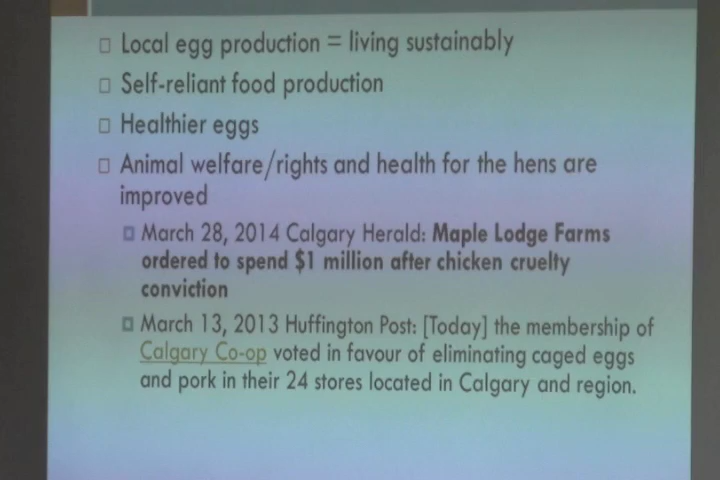 Local egg production = living sustainably
Self-reliant food production
Healthier eggs
Animal welfare/rights and health for the hens are
improved
March 28, 2014 Calgary Herald: Maple Lodge Farms
ordered to spend $1 million after chicken cruelty
conviction
March 13, 2013 Huffington Post: [Today] the membership of
Calgary Co-op voted in favour of eliminating caged eggs
and pork in their 24 stores located in Calgary and region.